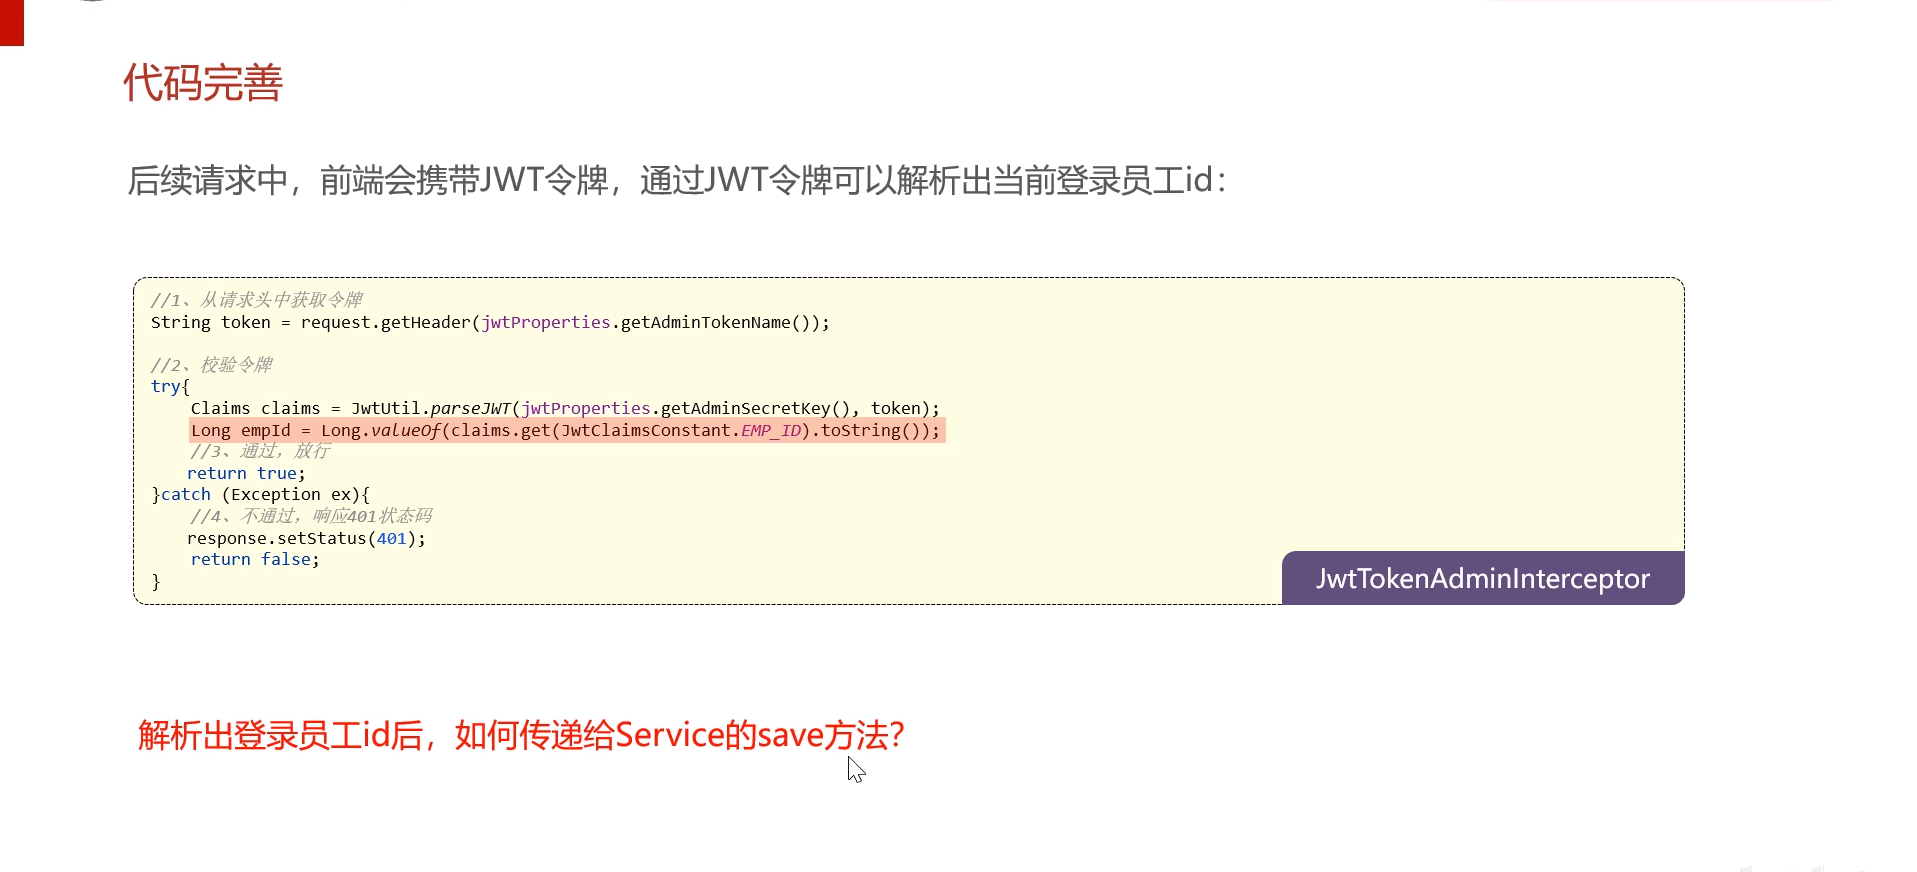 代码完善
后续请求中，前端会携带JWT令牌，通过JWT令牌可以解析出当前登录员工id：
//1、从请求头中获取令牌
String token = request.getHeader(jwtProperties.getAdminTokenName());
//2、校验令牌
try{
Claims claims = JwtUtil.parseJWT(jwtProperties.getAdminSecretKey(), token);
Long empId = Long.valueOf(claims.get(JwtClaimsConstant.EMP_ID).toString());
//3、通过，放行
return true;
}catch (Exception ex){
//4、不通过，响应401状态码
response.setStatus(401);
return false;
}
JwtTokenAdminInterceptor
解析出登录员工id后，如何传递给Service的save方法？